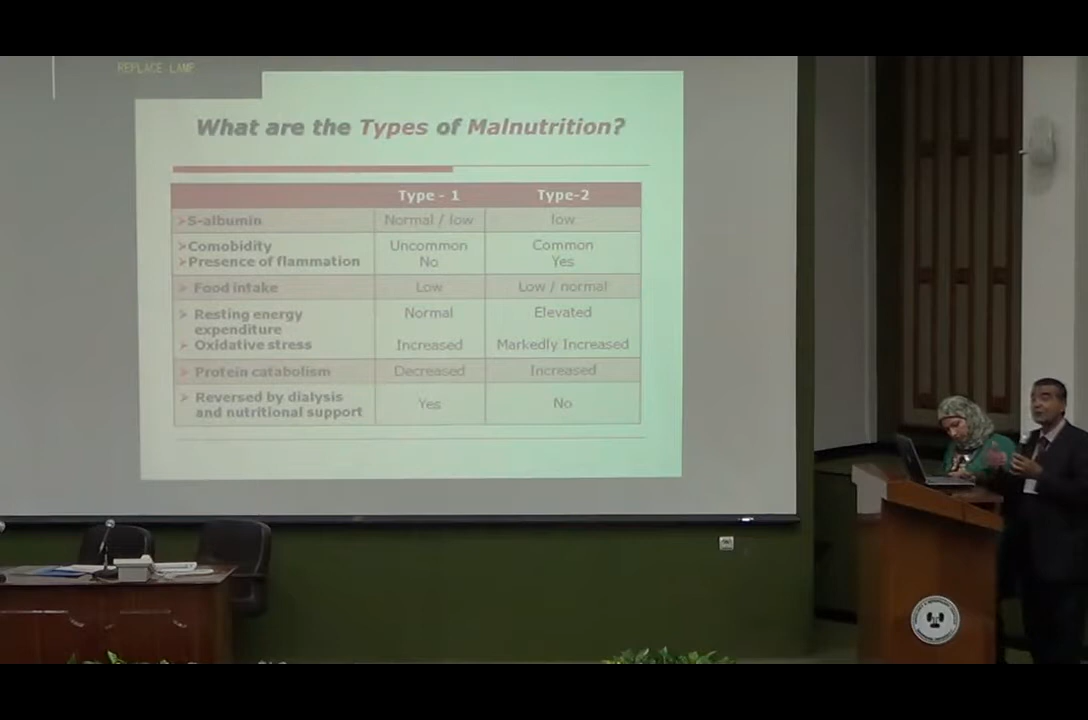 REPLACE LAMP
What are the Types of Malnutrition?
Type - 1 Type-2
➢S-albumin Normal / low low
➢Comobidity Uncommon Common
➢Presence of flammation No Yes
➢ Food intake Low Low / normal
➢ Resting energy Normal Elevated
expenditure
➢ Oxidative stress Increased Markedly Increased
➢ Protein catabolism Decreased Increased
➢ Reversed by dialysis
and nutritional support Yes No